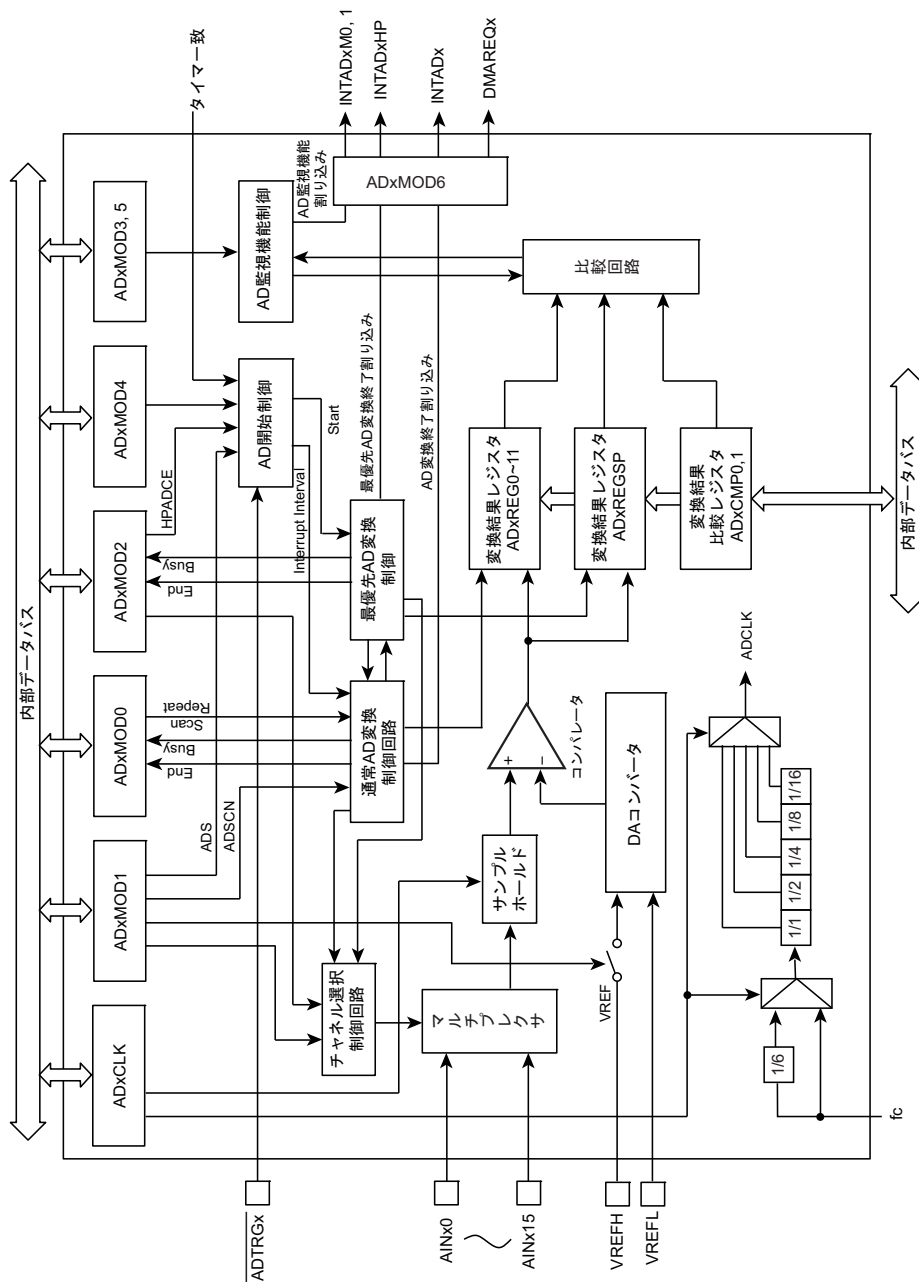 内部データバス
ADxCLK
ADxMOD1
ADxMOD0
ADxMOD2
ADxMOD4
ADxMOD3, 5
タイマー一致
ADS
ADSCN
End
Busy
Scan
Repeat
End
Busy
HPADCE
ADTRGx
チャネル選択
制御回路
通常AD変換
制御回路
最優先AD変換
制御
AD開始制御
Interrupt Interval
Start
AD監視機能制御
AD監視機能
割り込み
最優先AD変換終了割り込み
AD変換終了割り込み
ADxMOD6
INTADxM0, 1
INTADxHP
INTADx
DMAREQx
AINx0
AINx15
マルチプレクサ
サンプル
ホールド
+
−
コンパレータ
変換結果レジスタ
ADxREG0~11
変換結果レジスタ
ADxREGSP
変換結果
比較レジスタ
ADxCMP0,1
比較回路
VREFH
VREFL
VREF
DAコンバータ
内部データバス
fc
1/6
1/1
1/2
1/4
1/8
1/16
ADCLK